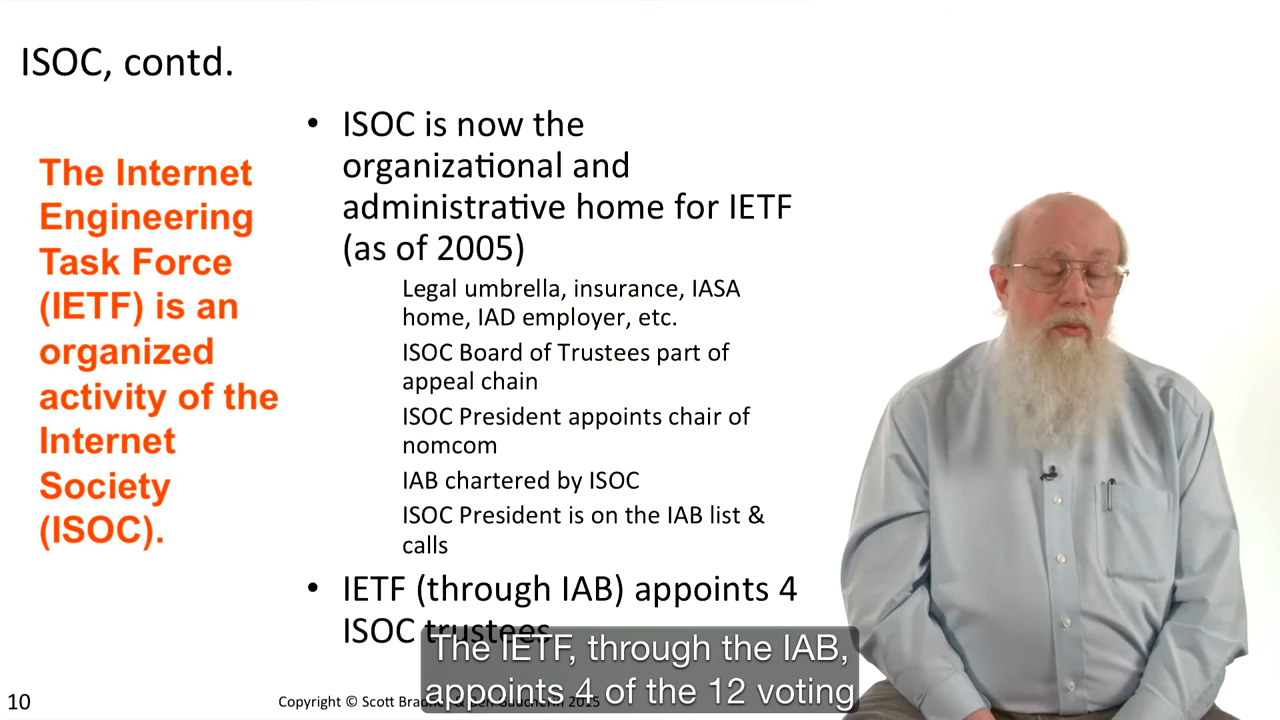 ISOC, contd.
The Internet
Engineering
Task Force
(IETF) is an
organized
activity of the
Internet
Society
(ISOC).
• ISOC is now the
organizational and
administrative home for IETF
(as of 2005)
Legal umbrella, insurance, IASA
home, IAD employer, etc.
ISOC Board of Trustees part of
appeal chain
ISOC President appoints chair of
nomcom
IAB chartered by ISOC
ISOC President is on the IAB list &
calls
• IETF (through IAB) appoints 4
ISOC trustees
The IETF, through the IAB,
appoints 4 of the 12 voting
10
Copyright © Scott Bradner & Ben Gaucherin 2015